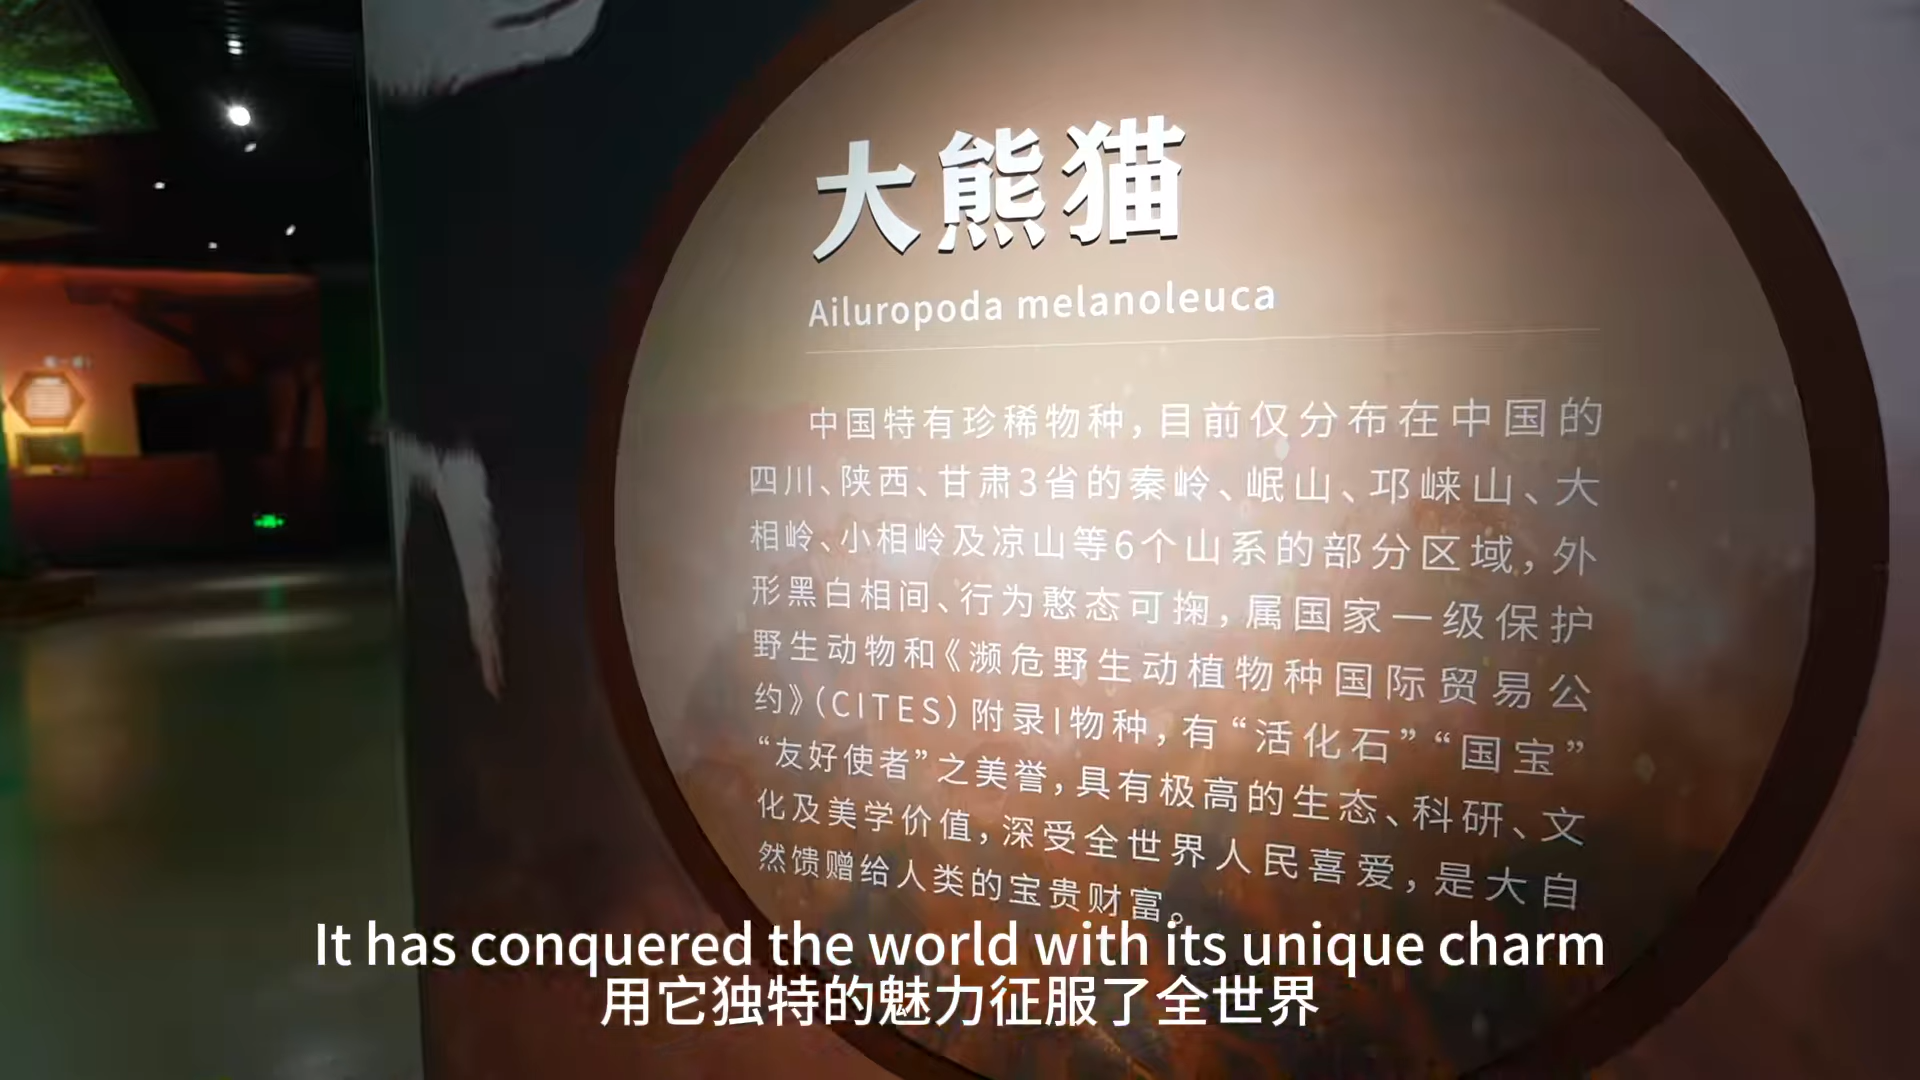 大熊猫
Ailuropoda melanoleuca
中国特有珍稀物种，目前仅分布在中国的
四川、陕西、甘肃3省的秦岭、岷山、邛崃山、大
相岭、小相岭及凉山等6个山系的部分区域，外
形黑白相间、行为憨态可掬，属国家一级保护
野生动物和《濒危野生动植物种国际贸易公
约》（CITES）附录I物种，有“活化石”“国宝”
“友好使者”之美誉，具有极高的生态、科研、文
化及美学价值，深受全世界人民喜爱，是大自
然馈赠给人类的宝贵财富。
It has conquered the world with its unique charm
用它独特的魅力征服了全世界